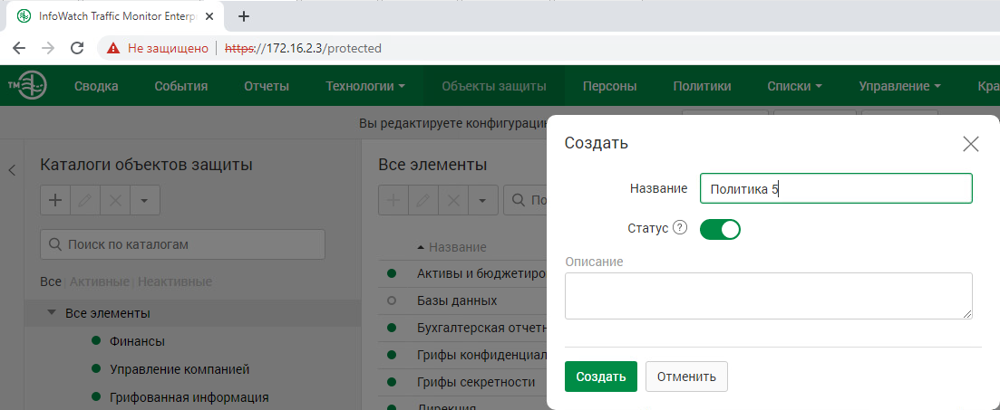 InfoWatch Traffic Monitor Enterpr
Не защищено https://172.16.2.3/protected
TM Сводка События Отчеты Технологии Объекты защиты Персоны Политики Списки Управление Кра
Вы редактируете конфигурацию
Каталоги объектов защиты
Поиск по каталогам
Все Активные Неактивные
Все элементы
Финансы
Управление компанией
Грифованная информация
Все элементы
По
Название
Активы и бюджетиро
Базы данных
Бухгалтерская отчетн
Грифы конфиденциал
Грифы секретности
Дирекция
Создать
Название Политика 5
Статус ?
Описание
Создать Отменить